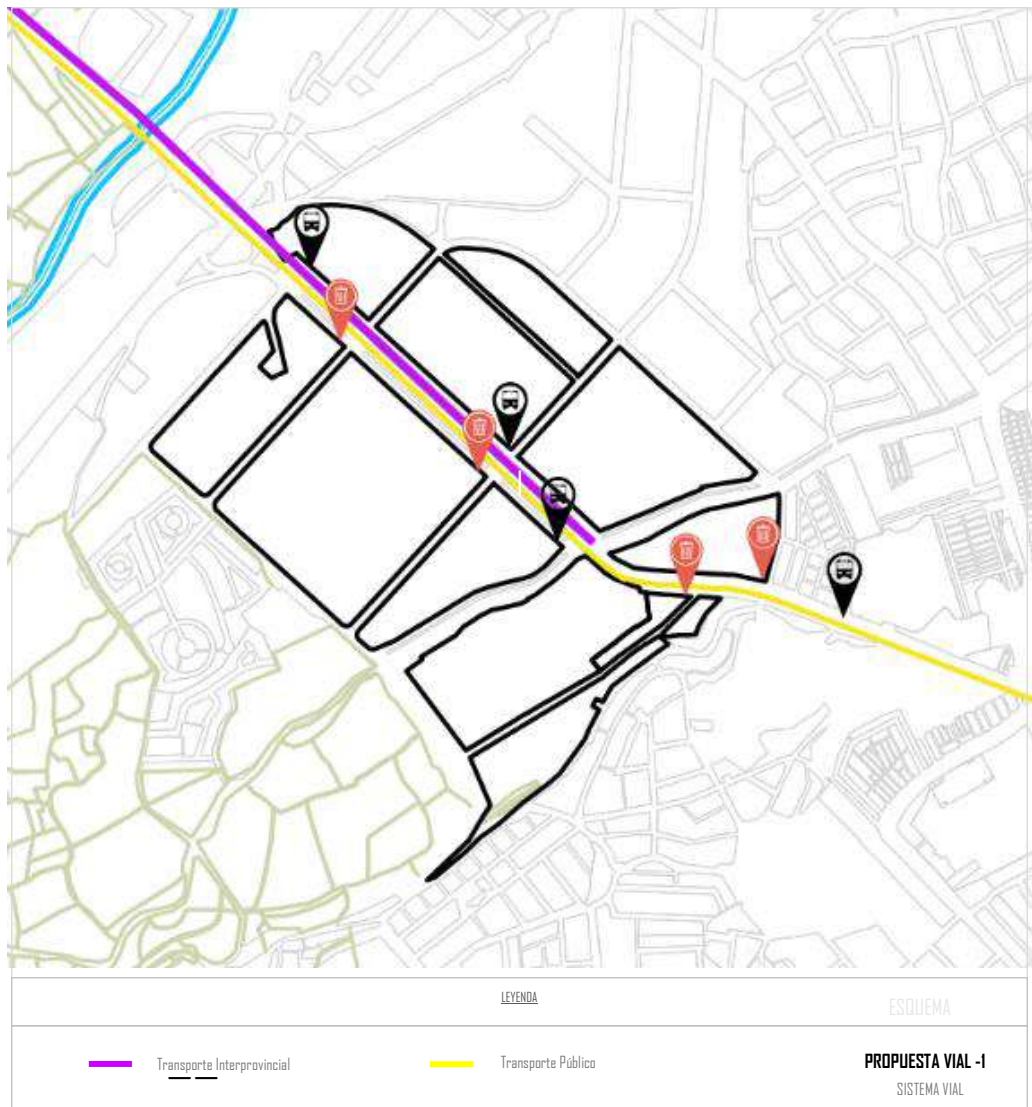 LEYENDA
ESQUEMA
Transporte Interprovincial
Transporte Público
PROPUESTA VIAL -1
SISTEMA VIAL